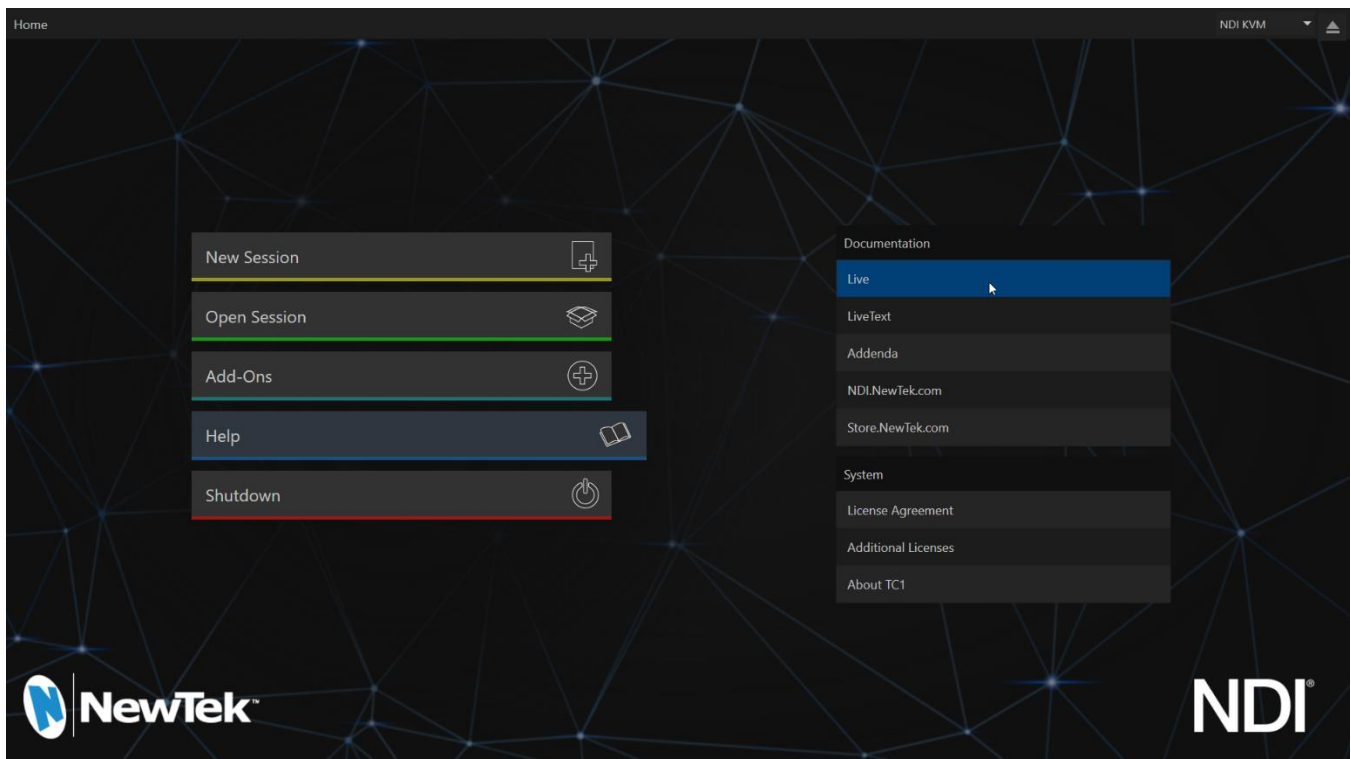 Home
NDI KVM
New Session
Open Session
Add-Ons
Help
Shutdown
Documentation
Live
LiveText
Addenda
NDI.NewTek.com
Store.NewTek.com
System
License Agreement
Additional Licenses
About TC1
NewTek™
NDI®